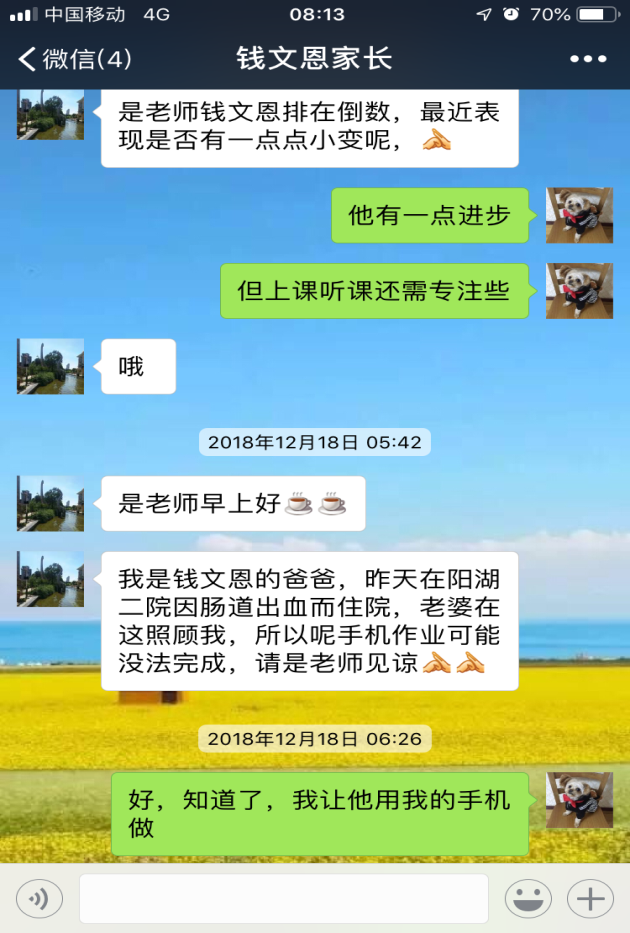 中国移动 4G 08:13 70%
微信(4) 钱文恩家长
是老师钱文恩排在倒数，最近表
现是否有一点点小变呢，
他有一点进步
但上课听课还需专注些
哦
2018年12月18日 05:42
是老师早上好
我是钱文恩的爸爸，昨天在阳湖
二院因肠道出血而住院，老婆在
这照顾我，所以呢手机作业可能
没法完成，请是老师见谅
2018年12月18日 06:26
好，知道了，我让他用我的手机
做